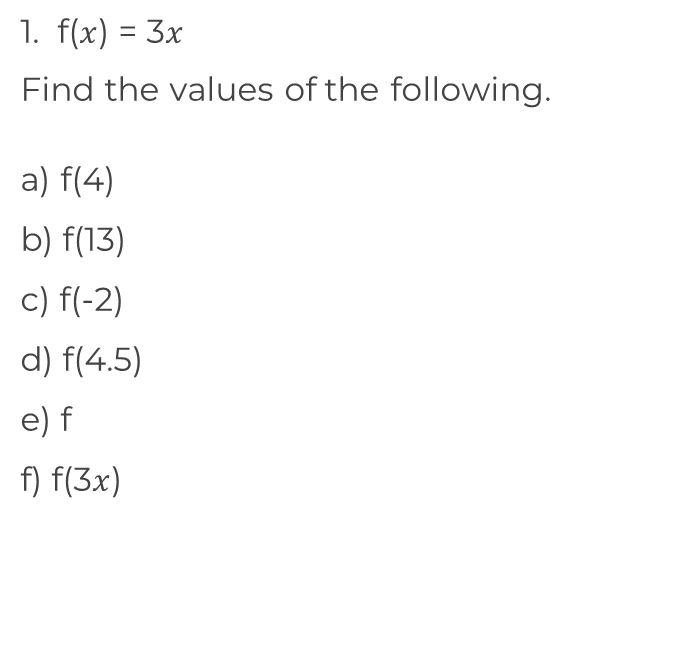 1. f(x) = 3x
Find the values of the following.
a) f(4)
b) f(13)
c) f(-2)
d) f(4.5)
e) f
f) f(3x)